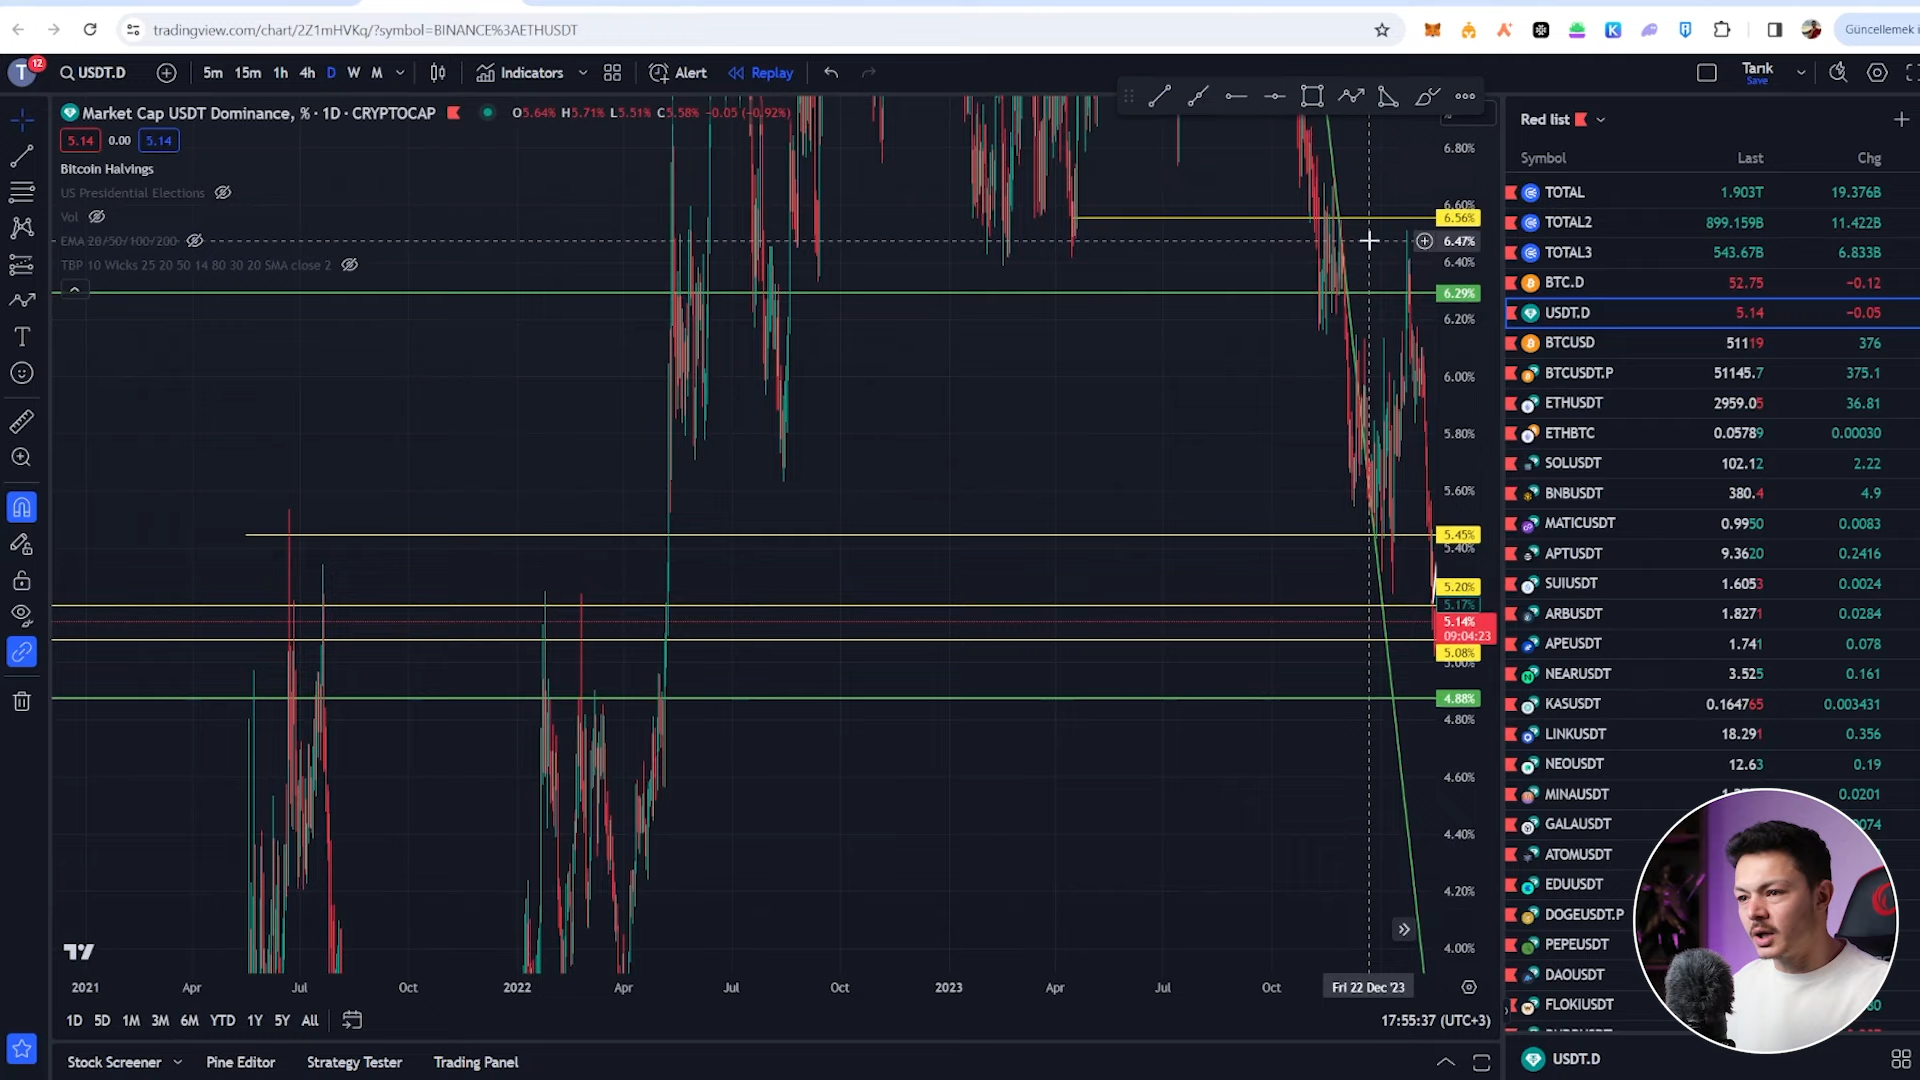 tradingview.com/chart/2Z1mHVKq/?symbol=BINANCE%3AETHUSDT
Güncellemek i
T 12 USDT.D 5m 15m 1h 4h D W M Indicators Alert Replay Tarık
Save
Market Cap USDT Dominance, % · 1D · CRYPTOCAP O5.64% H5.71% L5.51% C5.58% −0.05 (−0.92%)
5.14 0.00 5.14
Bitcoin Halvings
US Presidential Elections
Vol
EMA 20/50/100/200
TBP 10 Wicks 25 20 50 14 80 30 20 SMA close 2
%
6.80%
6.60%
6.56%
6.47%
6.40%
6.29%
6.20%
6.00%
5.80%
5.60%
5.45%
5.40%
5.20%
5.17%
5.14%
09:04:23
5.08%
5.00%
4.88%
4.80%
4.60%
4.40%
4.20%
4.00%
2021 Apr Jul Oct 2022 Apr Jul Oct 2023 Apr Jul Oct Fri 22 Dec '23
1D 5D 1M 3M 6M YTD 1Y 5Y All 17:55:37 (UTC+3)
Stock Screener Pine Editor Strategy Tester Trading Panel
Red list
Symbol Last Chg
TOTAL 1.903T 19.376B
TOTAL2 899.159B 11.422B
TOTAL3 543.67B 6.833B
BTC.D 52.75 −0.12
USDT.D 5.14 −0.05
BTCUSD 51119 376
BTCUSDT.P 51145.7 375.1
ETHUSDT 2959.05 36.81
ETHBTC 0.05789 0.00030
SOLUSDT 102.12 2.22
BNBUSDT 380.4 4.9
MATICUSDT 0.9950 0.0083
APTUSDT 9.3620 0.2416
SUIUSDT 1.6053 0.0024
ARBUSDT 1.8271 0.0284
APEUSDT 1.741 0.078
NEARUSDT 3.525 0.161
KASUSDT 0.164765 0.003431
LINKUSDT 18.291 0.356
NEOUSDT 12.63 0.19
MINAUSDT 0.0201
GALAUSDT
ATOMUSDT
EDUUSDT
DOGEUSDT.P
PEPEUSDT
DAOUSDT
FLOKIUSDT
USDT.D